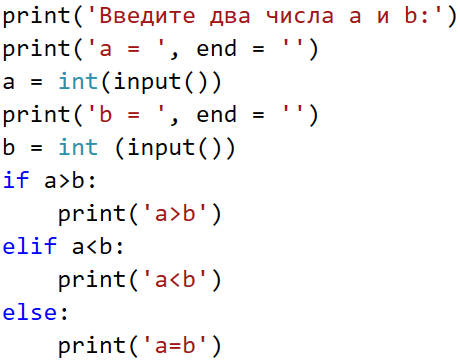 print('Введите два числа a и b:')
print('a = ', end = '')
a = int(input())
print('b = ', end = '')
b = int (input())
if a>b:
    print('a>b')
elif a<b:
    print('a<b')
else:
    print('a=b')